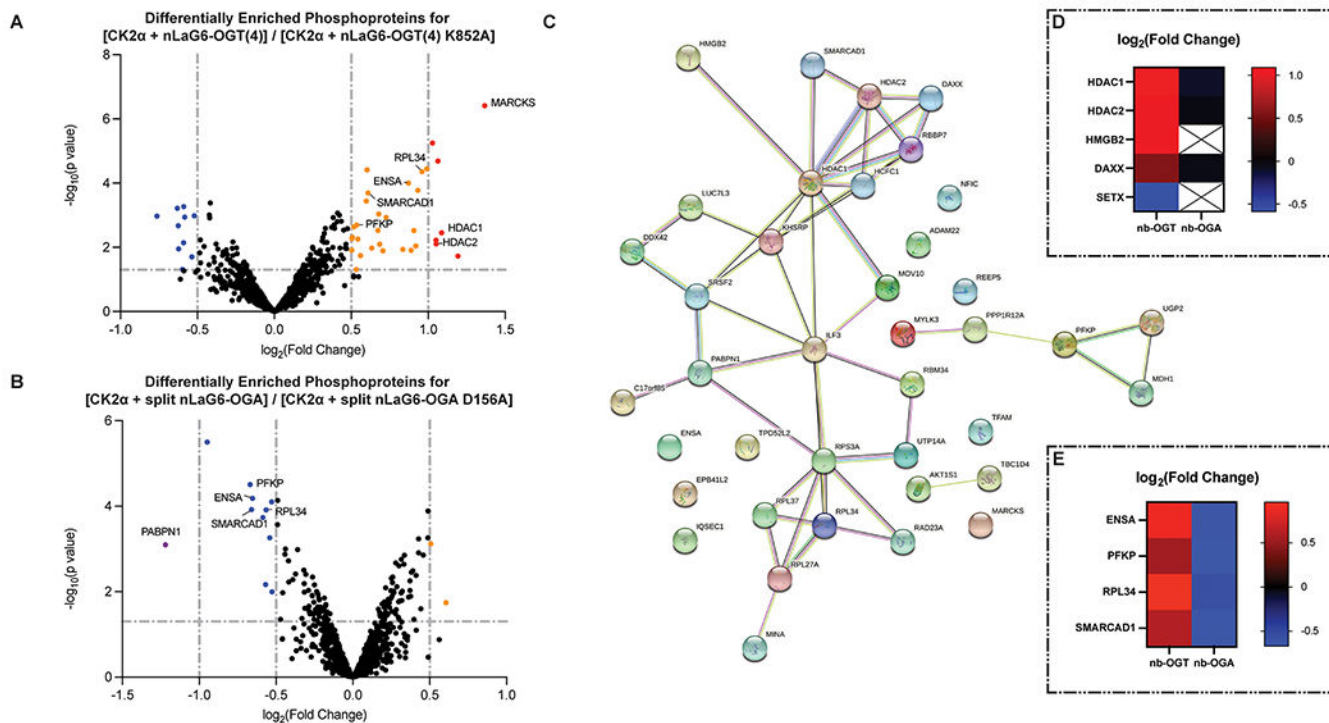 A
Differentially Enriched Phosphoproteins for
[CK2α + nLaG6-OGT(4)] / [CK2α + nLaG6-OGT(4) K852A]
8
6
4
2
0
-log10(p value)
-1.0
-0.5
0.0
0.5
1.0
1.5
log2(Fold Change)
MARCKS
RPL34
ENSA
SMARCAD1
PFKP
HDAC1
HDAC2
B
Differentially Enriched Phosphoproteins for
[CK2α + split nLaG6-OGA] / [CK2α + split nLaG6-OGA D156A]
6
4
2
0
-log10(p value)
-1.5
-1.0
-0.5
0.0
0.5
1.0
log2(Fold Change)
PFKP
ENSA
RPL34
SMARCAD1
PABPN1
C
HMGB2
SMARCAD1
HDAC2
DAXX
RBBP7
HDAC1
HCFC1
NFIC
LUC7L3
KHSRP
ADAM22
DDX42
MOV10
REEP5
SRSF2
MYLK3
PPP1R12A
UGP2
PFKP
ILF3
PABPN1
RBM34
MDH1
C17orf85
TFAM
ENSA
TPD52L2
RPS3A
UTP14A
TBC1D4
AKT1S1
EPB41L2
RPL37
RPL34
MARCKS
IQSEC1
RAD23A
RPL27A
MINA
D
log2(Fold Change)
HDAC1
HDAC2
HMGB2
DAXX
SETX
nb-OGT nb-OGA
1.0
0.5
0
-0.5
E
log2(Fold Change)
ENSA
PFKP
RPL34
SMARCAD1
nb-OGT nb-OGA
0.5
0
-0.5